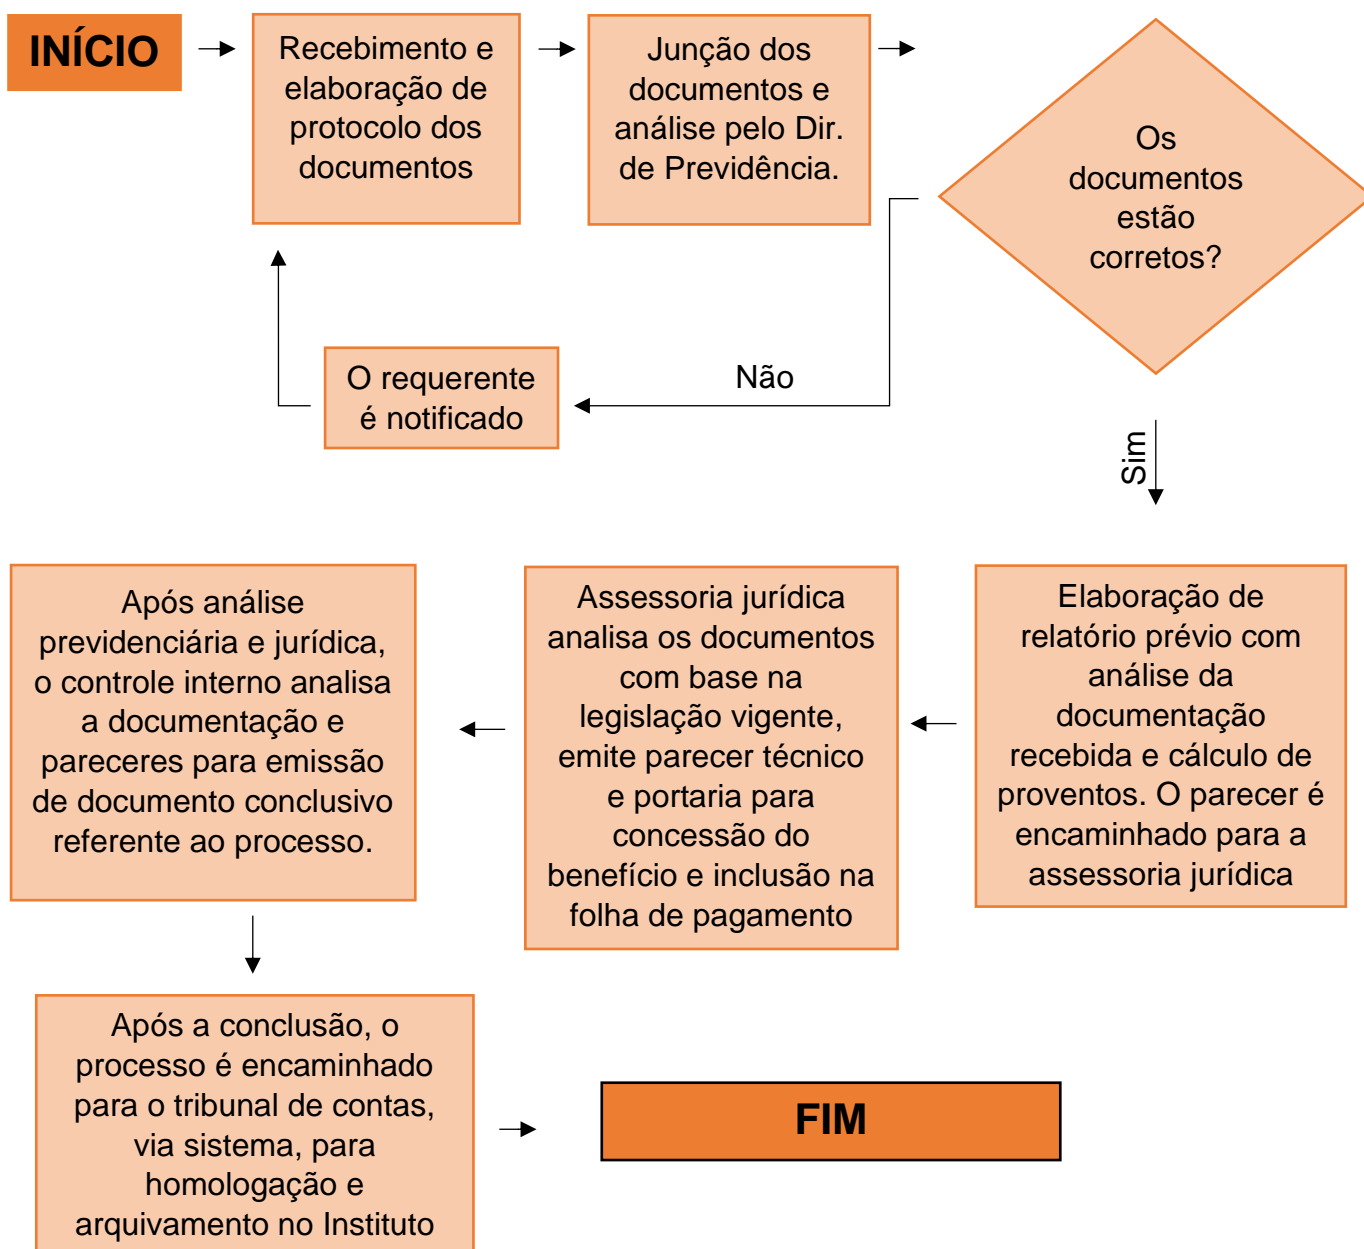 INÍCIO
Recebimento e
elaboração de
protocolo dos
documentos
Junção dos
documentos e
análise pelo Dir.
de Previdência.
Os
documentos
estão
corretos?
Não
O requerente
é notificado
Sim
Elaboração de
relatório prévio com
análise da
documentação
recebida e cálculo de
proventos. O parecer é
encaminhado para a
assessoria jurídica
Assessoria jurídica
analisa os documentos
com base na
legislação vigente,
emite parecer técnico
e portaria para
concessão do
benefício e inclusão na
folha de pagamento
Após análise
previdenciária e jurídica,
o controle interno analisa
a documentação e
pareceres para emissão
de documento conclusivo
referente ao processo.
Após a conclusão, o
processo é encaminhado
para o tribunal de contas,
via sistema, para
homologação e
arquivamento no Instituto
FIM